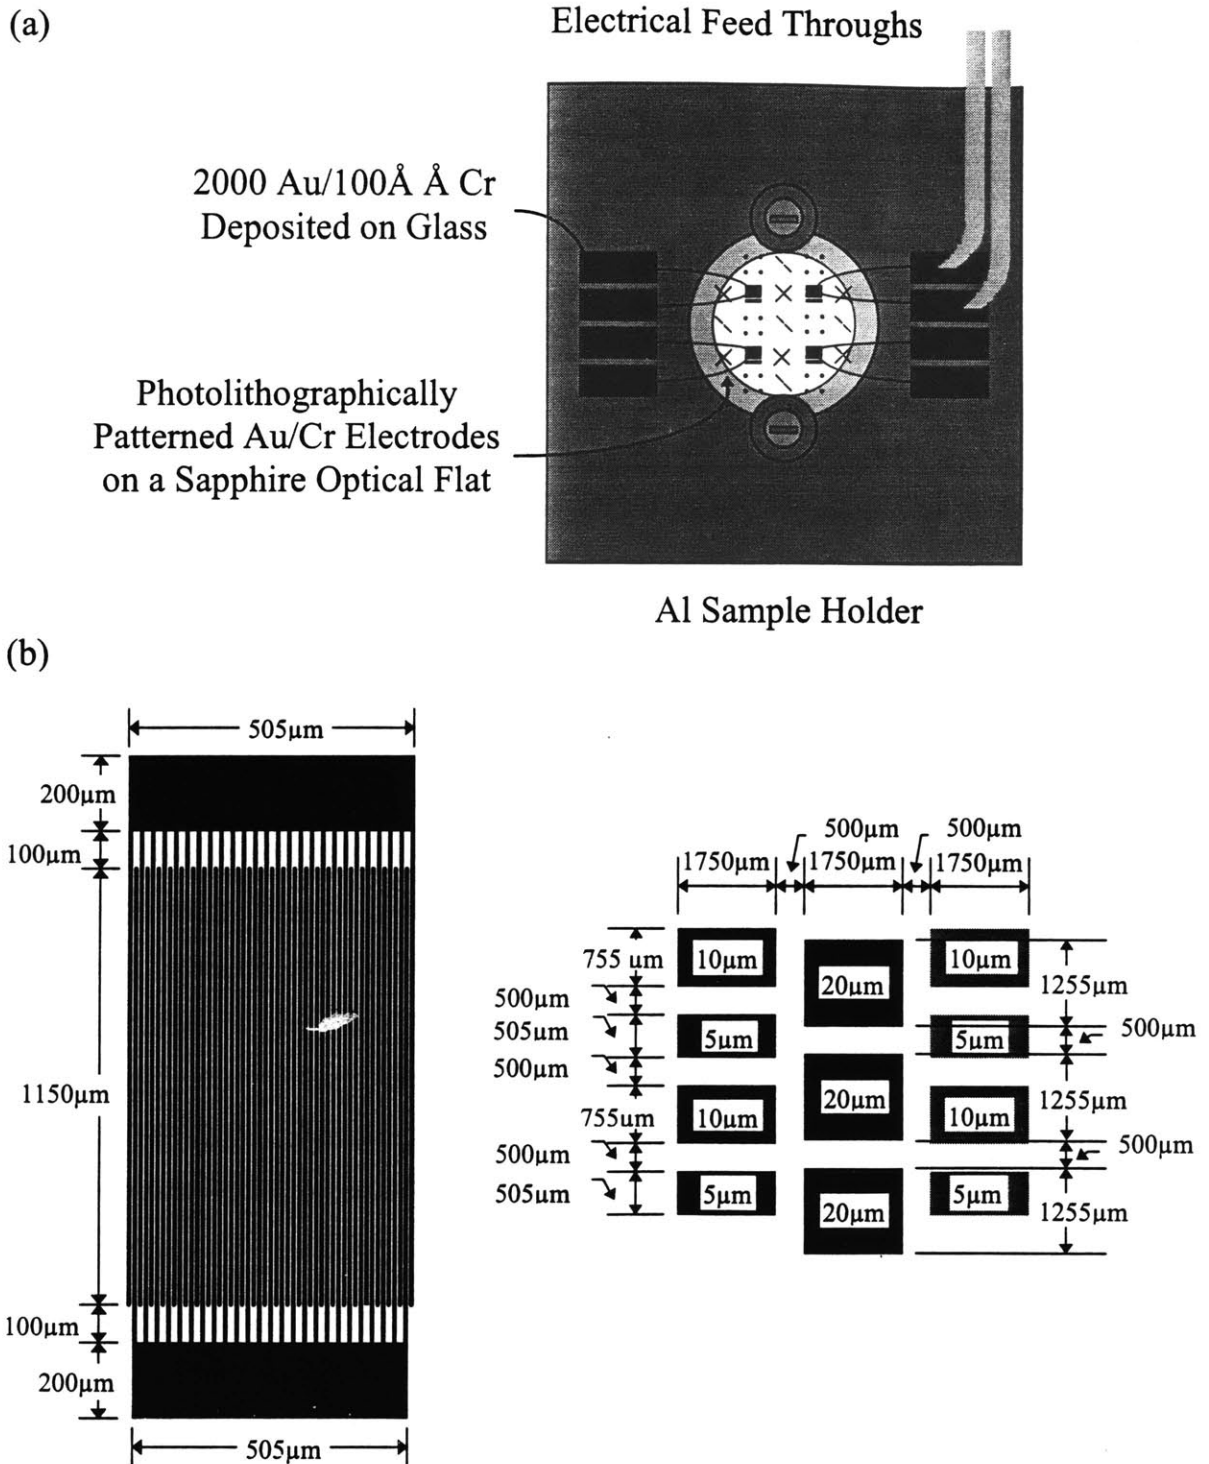 (a)
Electrical Feed Throughs
2000 Au/100Å Å Cr
Deposited on Glass
Photolithographically
Patterned Au/Cr Electrodes
on a Sapphire Optical Flat
Al Sample Holder
(b)
505µm
200µm
100µm
1150µm
100µm
200µm
505µm
500µm 500µm
1750µm 1750µm 1750µm
755 um
500µm
505µm
500µm
755um
500µm
505µm
10µm
5µm
10µm
5µm
20µm
20µm
20µm
10µm
5µm
10µm
5µm
1255µm
500µm
1255µm
500µm
1255µm